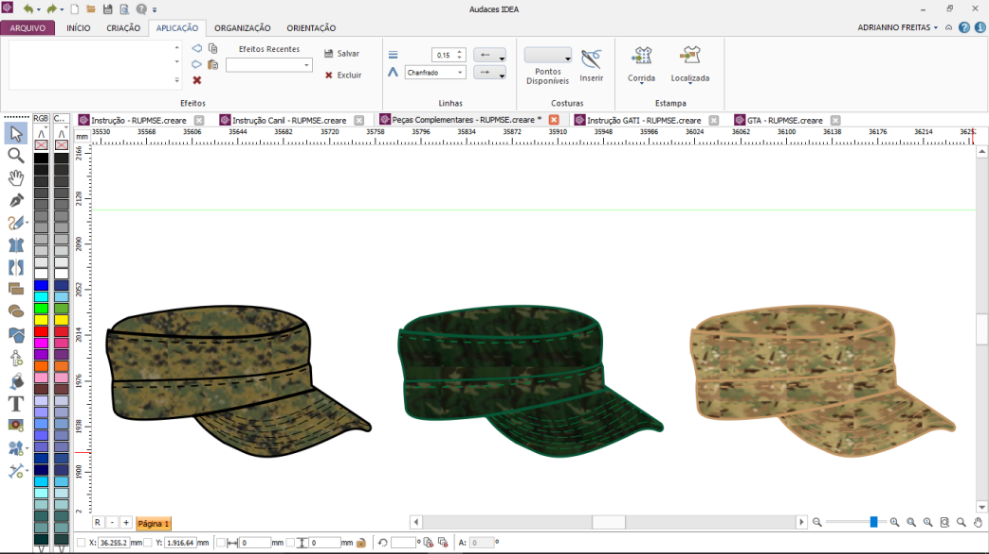 Audaces IDEA
ARQUIVO INÍCIO CRIAÇÃO APLICAÇÃO ORGANIZAÇÃO ORIENTAÇÃO ADRIANNO FREITAS
Efeitos Recentes Salvar
Excluir
0,15
Chanfrado
Pontos Disponíveis Inserir
Corrida Localizada
Efeitos Linhas Costuras Estampa
RGB C... Instrução - RUPMSE.creare Instrução Canil - RUPMSE.creare Peças Complementares - RUPMSE.creare * Instrução GATI - RUPMSE.creare GTA - RUPMSE.creare
mm 35530 35568 35606 35644 35682 35720 35758 35796 35834 35872 35910 35948 35986 36024 36062 36100 36138 36176 36214 3625
2166
2128
2090
2052
2014
1976
1938
1900
2
R - + Página 1
X: 36.255.2 mm Y: 1.916.64 mm 0 mm 0 mm ° A: 0 °